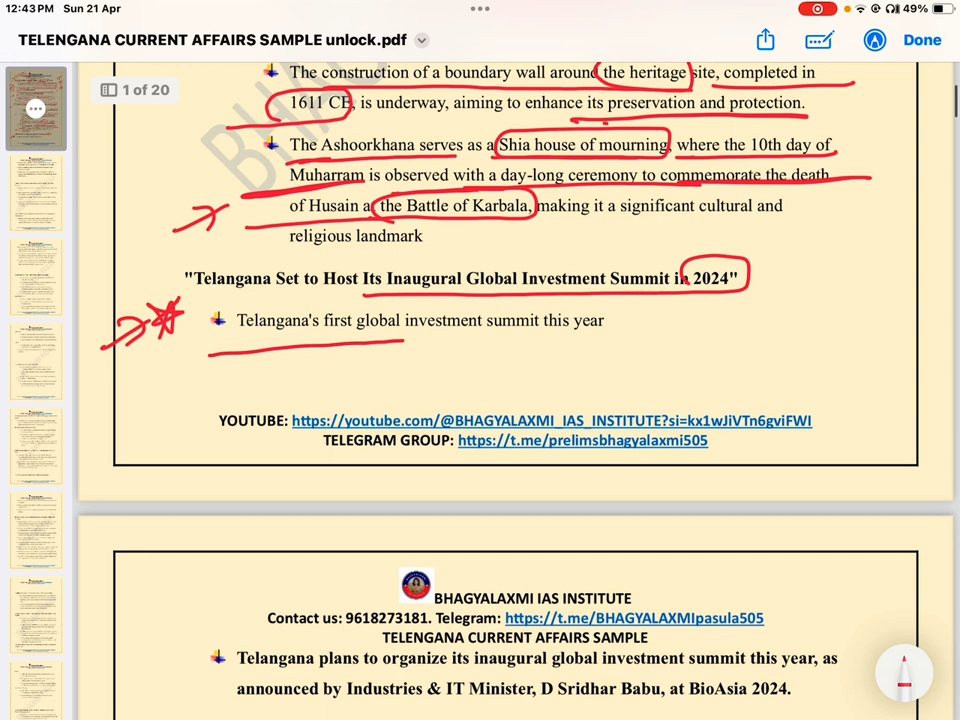 12:43 PM Sun 21 Apr 49%
TELENGANA CURRENT AFFAIRS SAMPLE unlock.pdf Done
1 of 20
The construction of a boundary wall around the heritage site, completed in
1611 CE, is underway, aiming to enhance its preservation and protection.
The Ashoorkhana serves as a Shia house of mourning, where the 10th day of
Muharram is observed with a day-long ceremony to commemorate the death
of Husain a the Battle of Karbala, making it a significant cultural and
religious landmark
"Telangana Set to Host Its Inaugural Global Investment Summit in 2024"
Telangana's first global investment summit this year
YOUTUBE: https://youtube.com/@BHAGYALAXMI_IAS_INSTITUTE?si=kx1wJiVTn6gviFWI
TELEGRAM GROUP: https://t.me/prelimsbhagyalaxmi505
BHAGYALAXMI IAS INSTITUTE
Contact us: 9618273181. Telegram: https://t.me/BHAGYALAXMIpasula505
TELENGANA CURRENT AFFAIRS SAMPLE
Telangana plans to organize its inaugural global investment summit this year, as
announced by Industries & IT Minister, D Sridhar Babu, at BioAsia 2024.